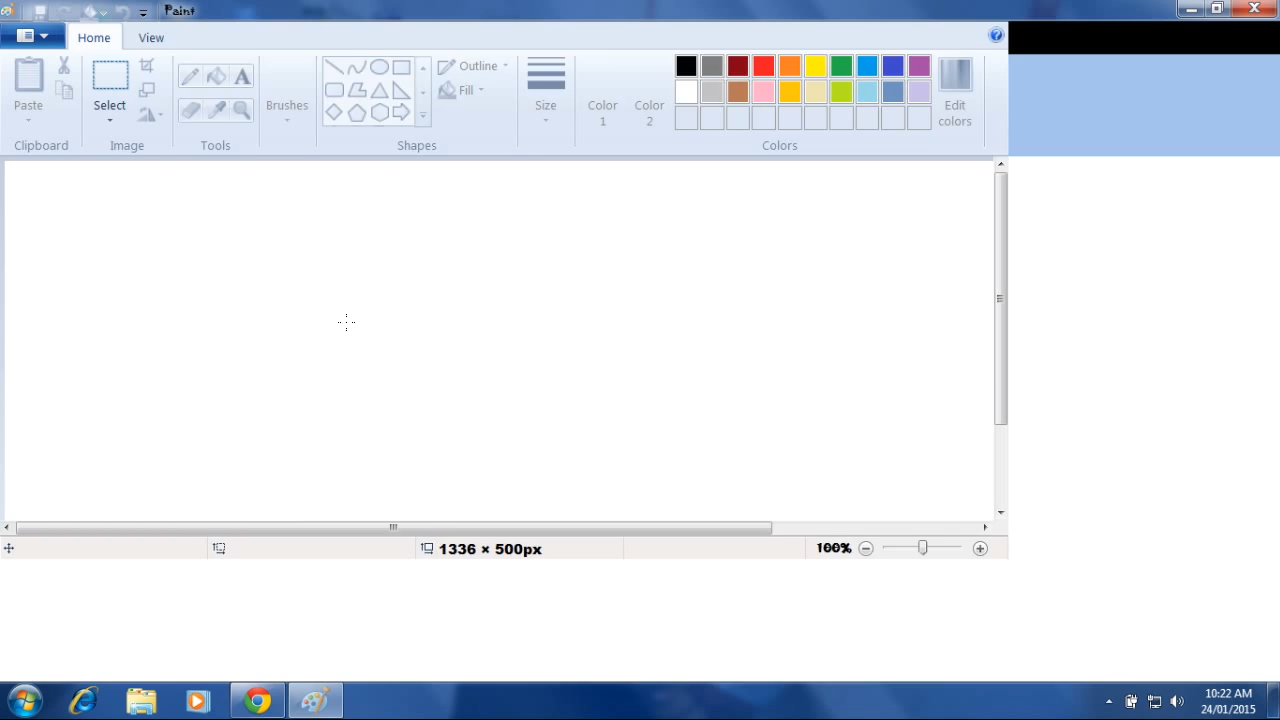 Paint
Home View
Paste
Select
Brushes
Outline
Fill
Size
Color 1
Color 2
Edit colors
Clipboard Image Tools Shapes Colors
1336 × 500px
100%
10:22 AM
24/01/2015